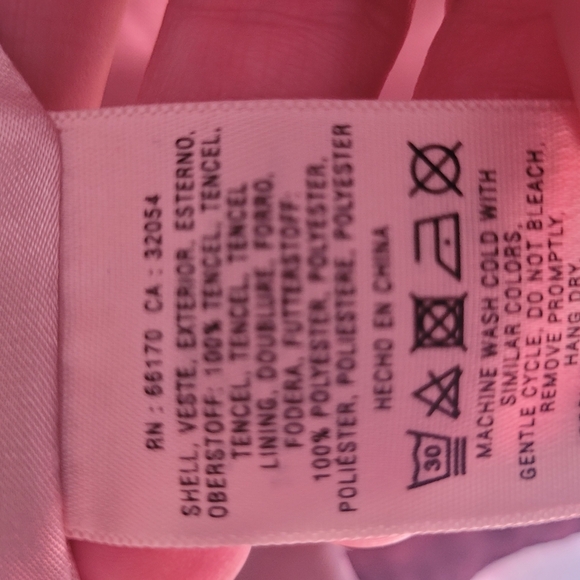 RN : 66170 CA : 32054
SHELL, VESTE, EXTERIOR, ESTERNO,
OBERSTOFF: 100% TENCEL, TENCEL,
TENCEL, TENCEL, TENCEL
LINING, DOUBLURE, FORRO,
FODERA, FUTTERSTOFF:
100% POLYESTER, POLYESTER,
POLIÉSTER, POLIESTERE, POLYESTER
HECHO EN CHINA
30
MACHINE WASH COLD WITH
SIMILAR COLORS,
GENTLE CYCLE, DO NOT BLEACH,
REMOVE PROMPTLY,
HANG DRY,